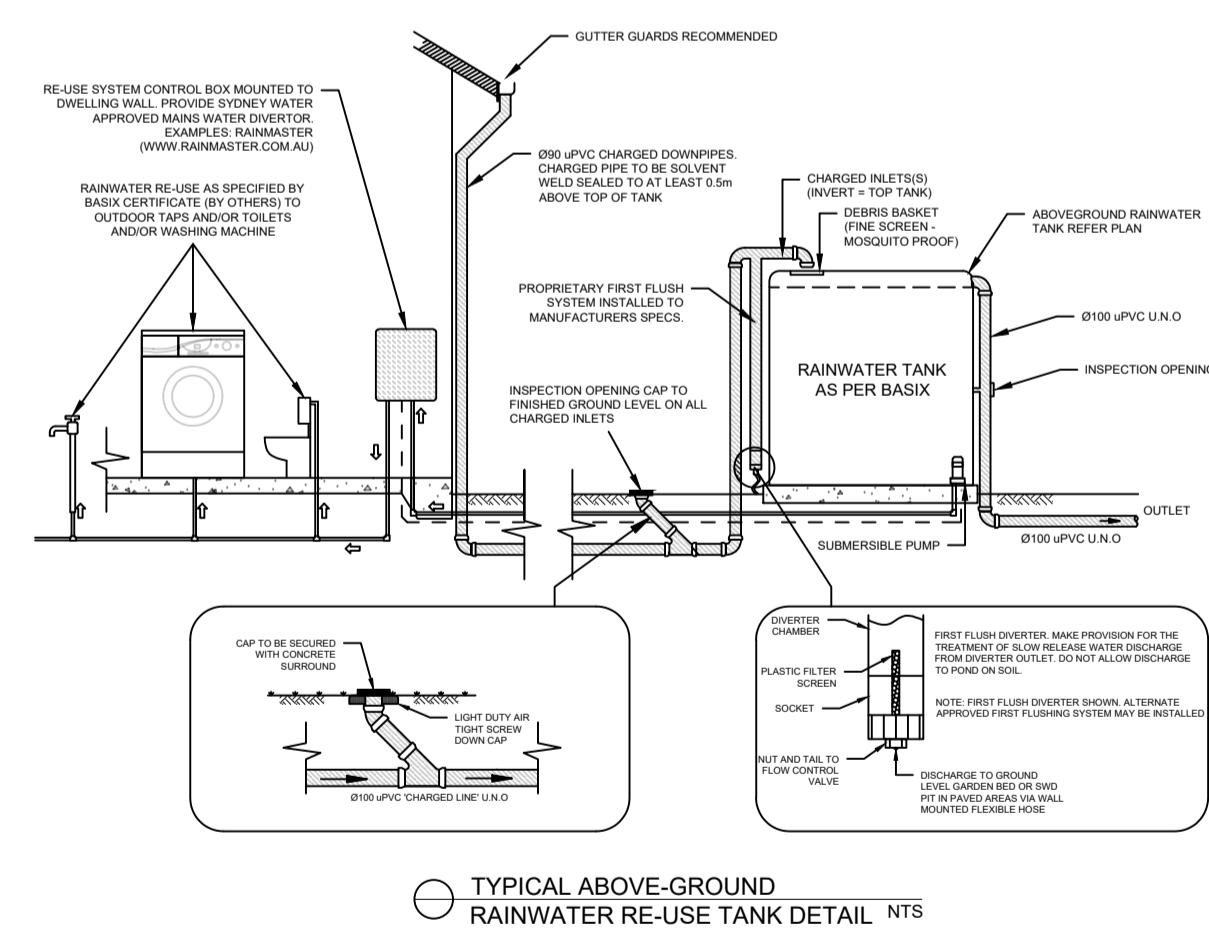 GUTTER GUARDS RECOMMENDED
RE-USE SYSTEM CONTROL BOX MOUNTED TO
DWELLING WALL. PROVIDE SYDNEY WATER
APPROVED MAINS WATER DIVERTOR.
EXAMPLES: RAINMASTER
(WWW.RAINMASTER.COM.AU)
RAINWATER RE-USE AS SPECIFIED BY
BASIX CERTIFICATE (BY OTHERS) TO
OUTDOOR TAPS AND/OR TOILETS
AND/OR WASHING MACHINE
Ø90 uPVC CHARGED DOWNPIPES.
CHARGED PIPE TO BE SOLVENT
WELD SEALED TO AT LEAST 0.5m
ABOVE TOP OF TANK
CHARGED INLETS(S)
(INVERT = TOP TANK)
DEBRIS BASKET
(FINE SCREEN -
MOSQUITO PROOF)
ABOVEGROUND RAINWATER
TANK REFER PLAN
PROPRIETARY FIRST FLUSH
SYSTEM INSTALLED TO
MANUFACTURERS SPECS.
Ø100 uPVC U.N.O
INSPECTION OPENING
RAINWATER TANK
AS PER BASIX
INSPECTION OPENING CAP TO
FINISHED GROUND LEVEL ON ALL
CHARGED INLETS
OUTLET
Ø100 uPVC U.N.O
SUBMERSIBLE PUMP
CAP TO BE SECURED
WITH CONCRETE
SURROUND
LIGHT DUTY AIR
TIGHT SCREW
DOWN CAP
Ø100 uPVC 'CHARGED LINE' U.N.O
DIVERTER
CHAMBER
PLASTIC FILTER
SCREEN
SOCKET
NUT AND TAIL TO
FLOW CONTROL
VALVE
FIRST FLUSH DIVERTER. MAKE PROVISION FOR THE
TREATMENT OF SLOW RELEASE WATER DISCHARGE
FROM DIVERTER OUTLET. DO NOT ALLOW DISCHARGE
TO POND ON SOIL.
NOTE: FIRST FLUSH DIVERTER SHOWN. ALTERNATE
APPROVED FIRST FLUSHING SYSTEM MAY BE INSTALLED
DISCHARGE TO GROUND
LEVEL GARDEN BED OR SWD
PIT IN PAVED AREAS VIA WALL
MOUNTED FLEXIBLE HOSE
TYPICAL ABOVE-GROUND
RAINWATER RE-USE TANK DETAIL NTS